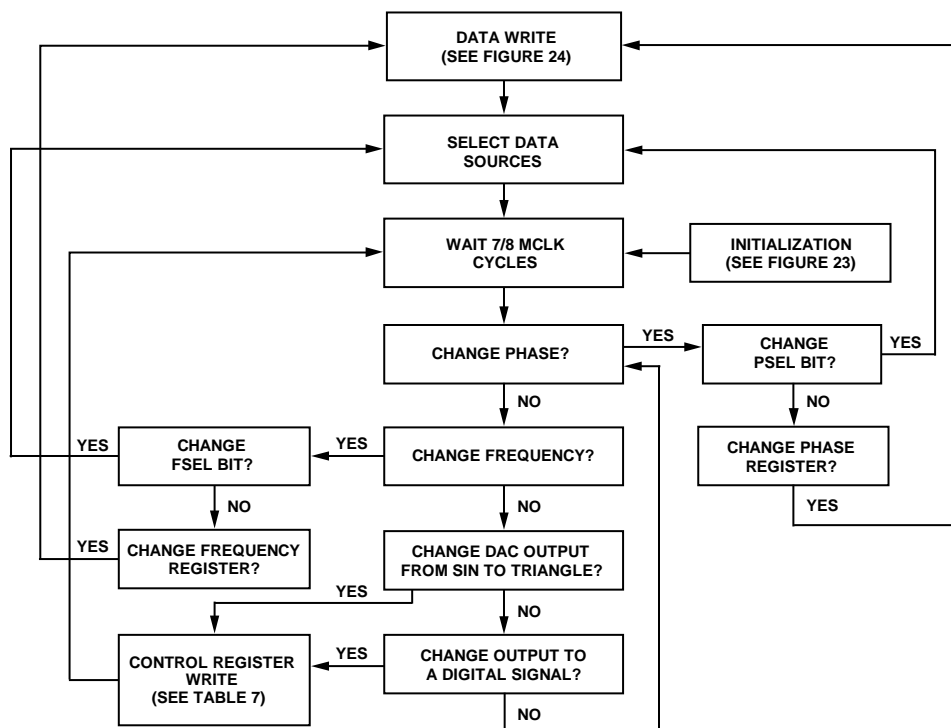 DATA WRITE
(SEE FIGURE 24)
SELECT DATA
SOURCES
WAIT 7/8 MCLK
CYCLES
INITIALIZATION
(SEE FIGURE 23)
CHANGE PHASE?
YES
CHANGE
PSEL BIT?
YES
NO
NO
YES
CHANGE
FSEL BIT?
YES
CHANGE FREQUENCY?
CHANGE PHASE
REGISTER?
YES
NO
NO
YES
CHANGE FREQUENCY
REGISTER?
CHANGE DAC OUTPUT
FROM SIN TO TRIANGLE?
YES
NO
CONTROL REGISTER
WRITE
(SEE TABLE 7)
YES
CHANGE OUTPUT TO
A DIGITAL SIGNAL?
NO